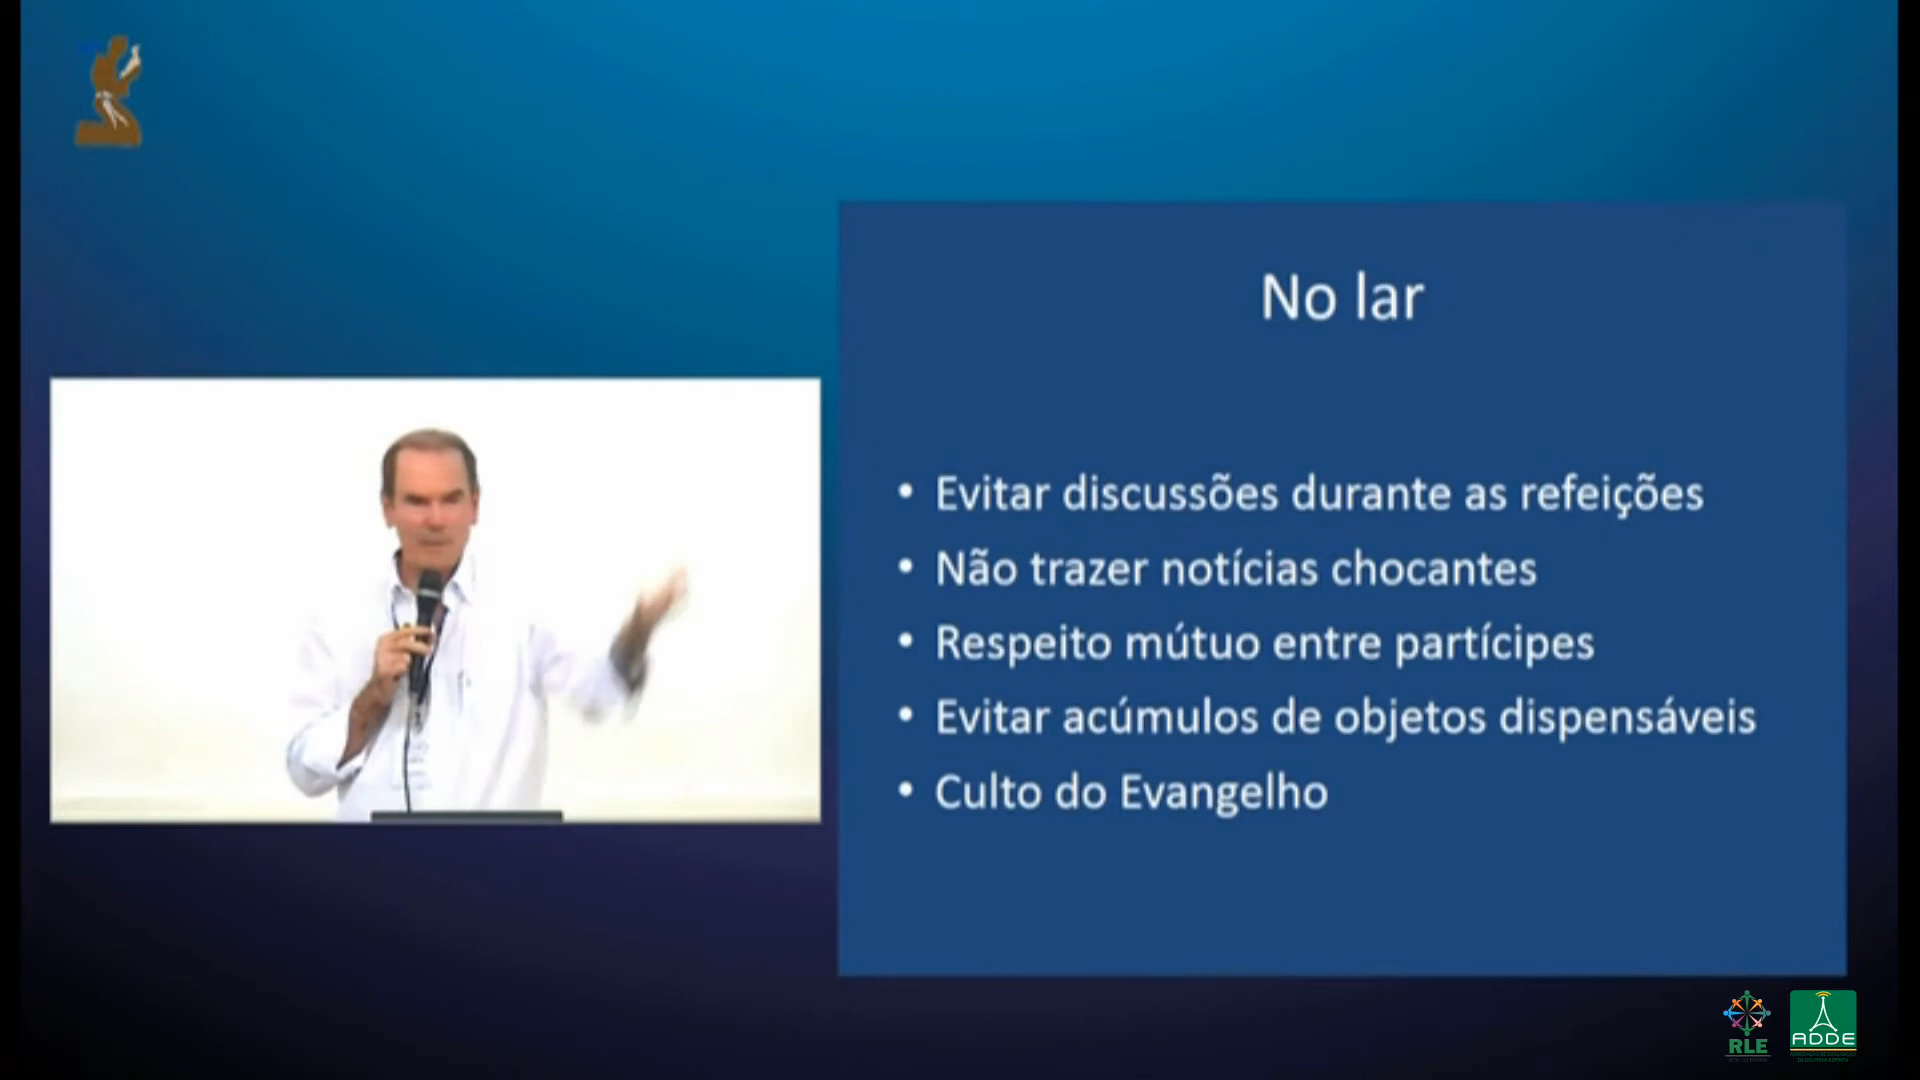 No lar
• Evitar discussões durante as refeições
• Não trazer notícias chocantes
• Respeito mútuo entre partícipes
• Evitar acúmulos de objetos dispensáveis
• Culto do Evangelho
RLE
ADDE